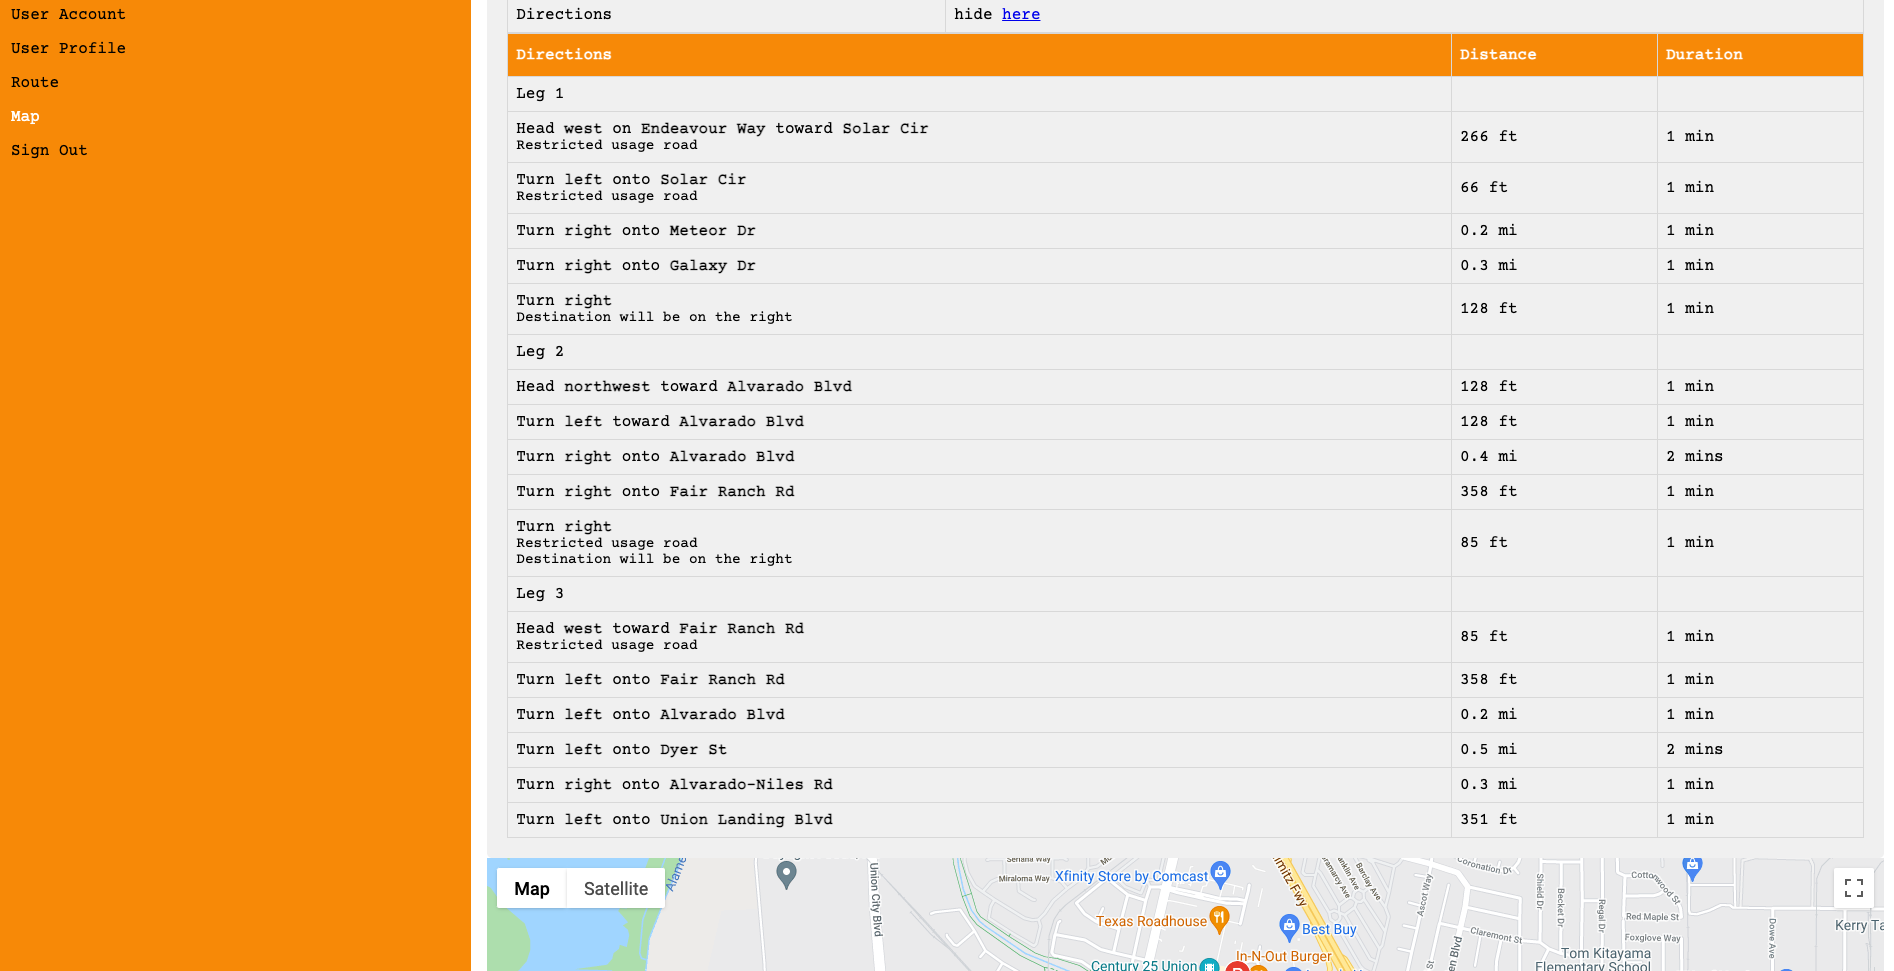 User Account
User Profile
Route
Map
Sign Out
Directions hide here
Directions Distance Duration
Leg 1
Head west on Endeavour Way toward Solar Cir
Restricted usage road
266 ft 1 min
Turn left onto Solar Cir
Restricted usage road
66 ft 1 min
Turn right onto Meteor Dr 0.2 mi 1 min
Turn right onto Galaxy Dr 0.3 mi 1 min
Turn right
Destination will be on the right
128 ft 1 min
Leg 2
Head northwest toward Alvarado Blvd 128 ft 1 min
Turn left toward Alvarado Blvd 128 ft 1 min
Turn right onto Alvarado Blvd 0.4 mi 2 mins
Turn right onto Fair Ranch Rd 358 ft 1 min
Turn right
Restricted usage road
Destination will be on the right
85 ft 1 min
Leg 3
Head west toward Fair Ranch Rd
Restricted usage road
85 ft 1 min
Turn left onto Fair Ranch Rd 358 ft 1 min
Turn left onto Alvarado Blvd 0.2 mi 1 min
Turn left onto Dyer St 0.5 mi 2 mins
Turn right onto Alvarado-Niles Rd 0.3 mi 1 min
Turn left onto Union Landing Blvd 351 ft 1 min
Map Satellite
Alame
Union City Blvd
Miraloma Way
Xfinity Store by Comcast
Texas Roadhouse
Best Buy
In-N-Out Burger
Century 25 Union
mitz Fwy
Barclay Ave
Ascot Way
Coronation Dr
Shield Dr
Becket Dr
Regal Dr
Cottonwood St
Red Maple St
Foxglove Way
Claremont St
en Blvd
Tom Kitayama
Elementary School
Dowe Ave
Kerry Ta